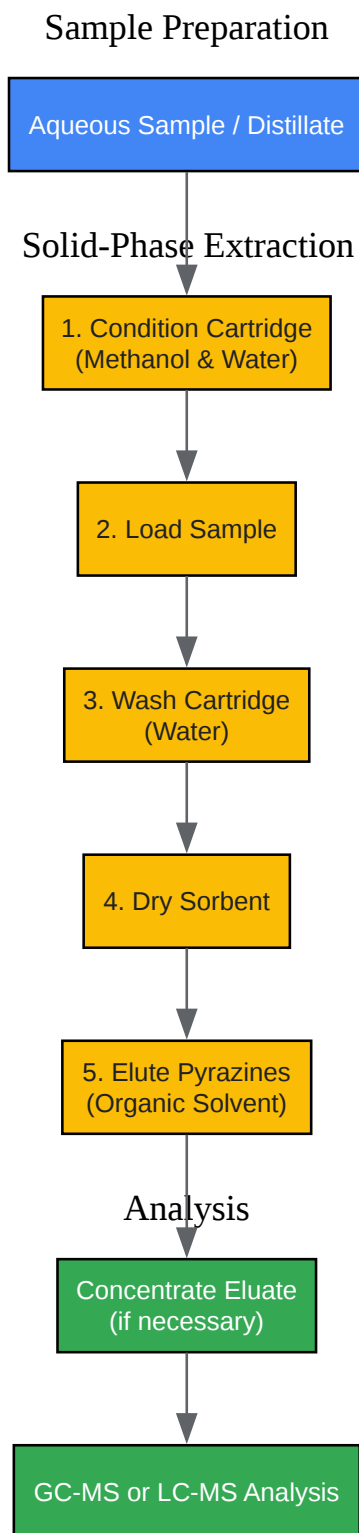 Sample Preparation
Aqueous Sample / Distillate
Solid-Phase Extraction
1. Condition Cartridge
(Methanol & Water)
2. Load Sample
3. Wash Cartridge
(Water)
4. Dry Sorbent
5. Elute Pyrazines
(Organic Solvent)
Analysis
Concentrate Eluate
(if necessary)
GC-MS or LC-MS Analysis